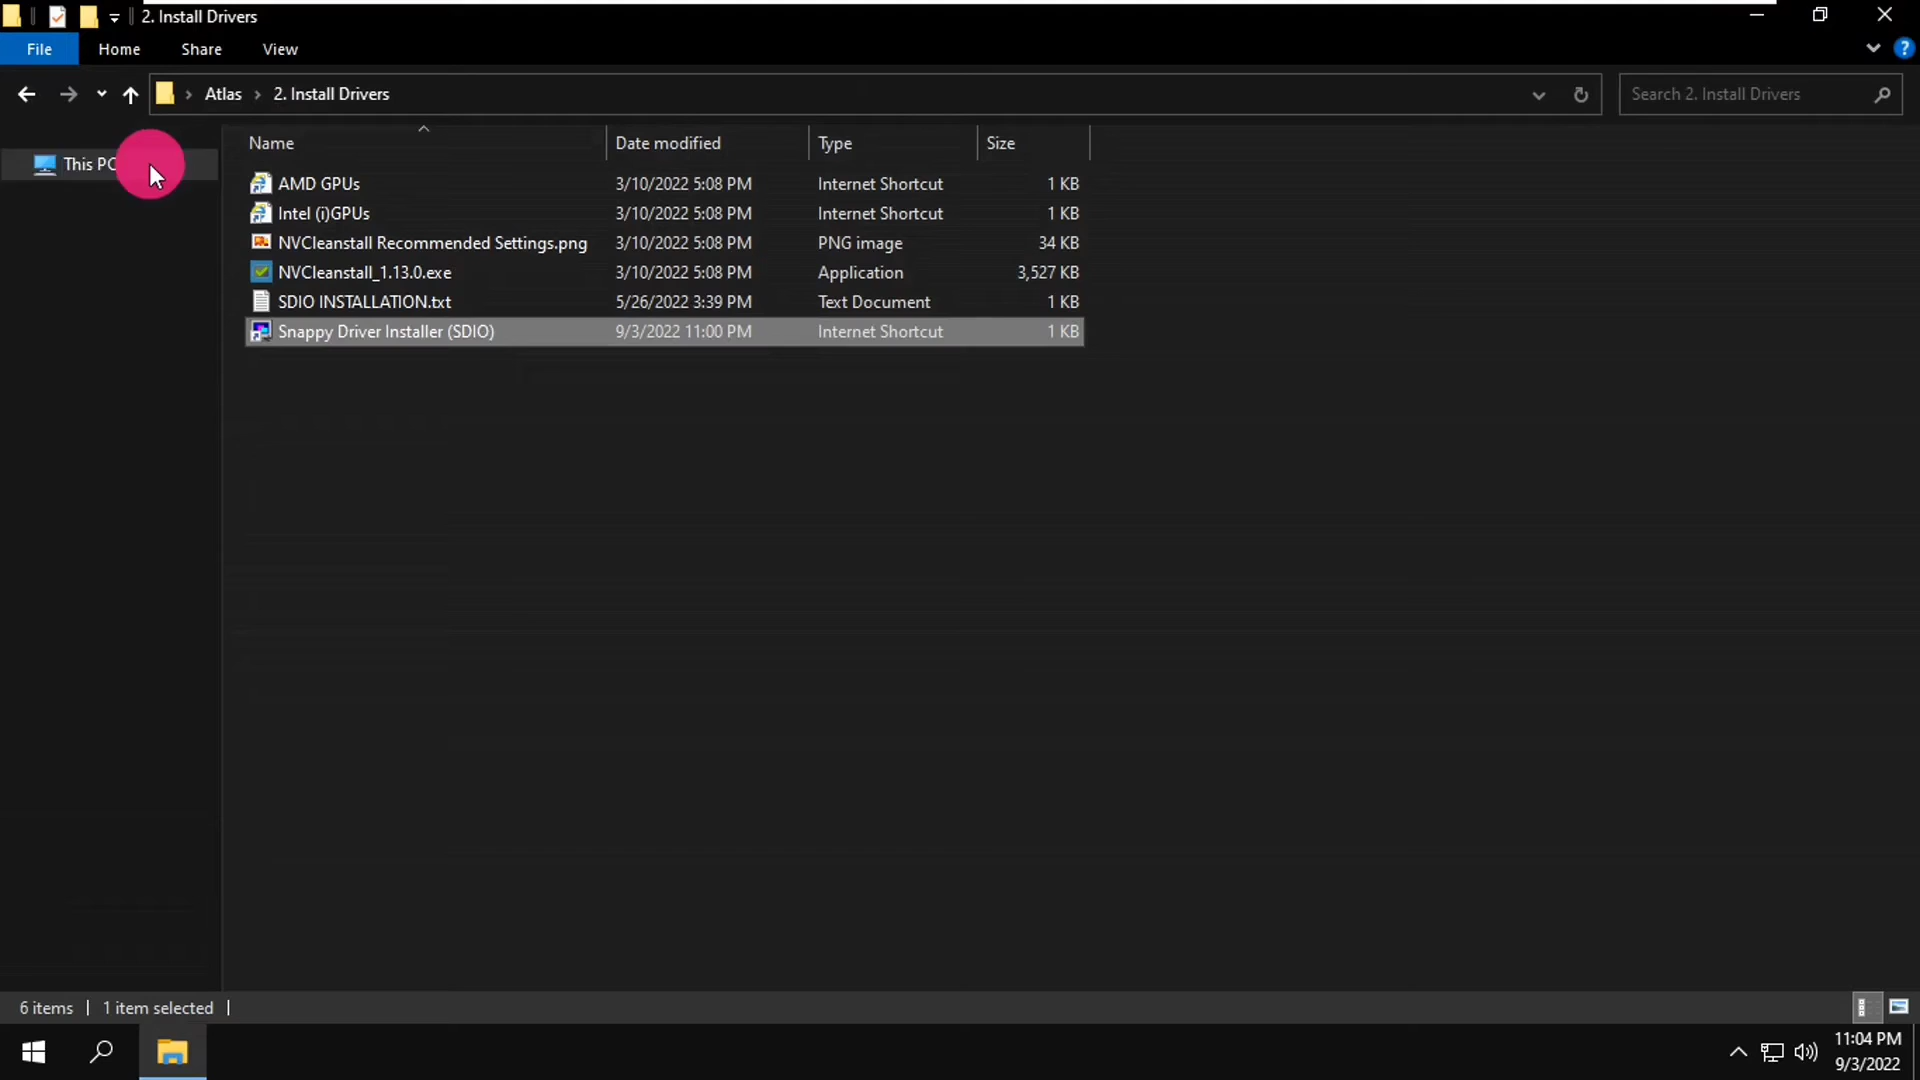 2. Install Drivers
File Home Share View ?
Atlas 2. Install Drivers Search 2. Install Drivers
This PC
Name Date modified Type Size
AMD GPUs 3/10/2022 5:08 PM Internet Shortcut 1 KB
Intel (i)GPUs 3/10/2022 5:08 PM Internet Shortcut 1 KB
NVCleanstall Recommended Settings.png 3/10/2022 5:08 PM PNG image 34 KB
NVCleanstall_1.13.0.exe 3/10/2022 5:08 PM Application 3,527 KB
SDIO INSTALLATION.txt 5/26/2022 3:39 PM Text Document 1 KB
Snappy Driver Installer (SDIO) 9/3/2022 11:00 PM Internet Shortcut 1 KB
6 items 1 item selected
11:04 PM
9/3/2022